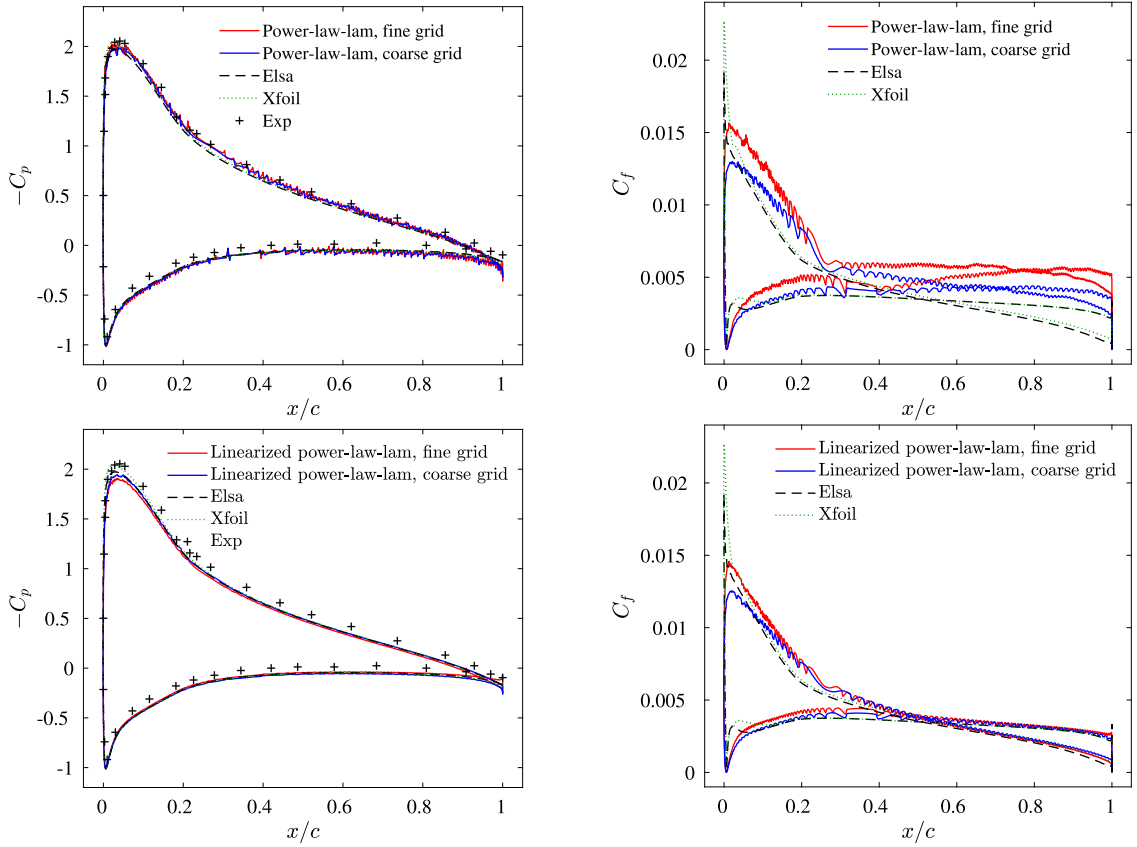 Power-law-lam, fine grid
Power-law-lam, coarse grid
Elsa
Xfoil
Exp
2
1.5
1
0.5
0
-0.5
-1
−C_p
0 0.2 0.4 0.6 0.8 1
x/c
Power-law-lam, fine grid
Power-law-lam, coarse grid
Elsa
Xfoil
0.02
0.015
0.01
0.005
0
C_f
0 0.2 0.4 0.6 0.8 1
x/c
Linearized power-law-lam, fine grid
Linearized power-law-lam, coarse grid
Elsa
Xfoil
Exp
2
1.5
1
0.5
0
-0.5
-1
−C_p
0 0.2 0.4 0.6 0.8 1
x/c
Linearized power-law-lam, fine grid
Linearized power-law-lam, coarse grid
Elsa
Xfoil
0.02
0.015
0.01
0.005
0
C_f
0 0.2 0.4 0.6 0.8 1
x/c